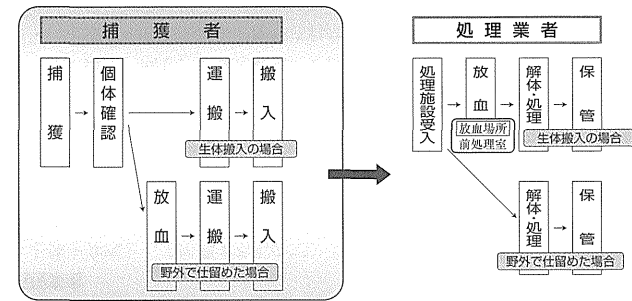 捕獲者
捕獲
個体確認
運搬
搬入
生体搬入の場合
放血
運搬
搬入
野外で仕留めた場合
処理業者
処理施設受入
放血
放血場所
前処理室
解体・処理
保管
生体搬入の場合
解体・処理
保管
野外で仕留めた場合